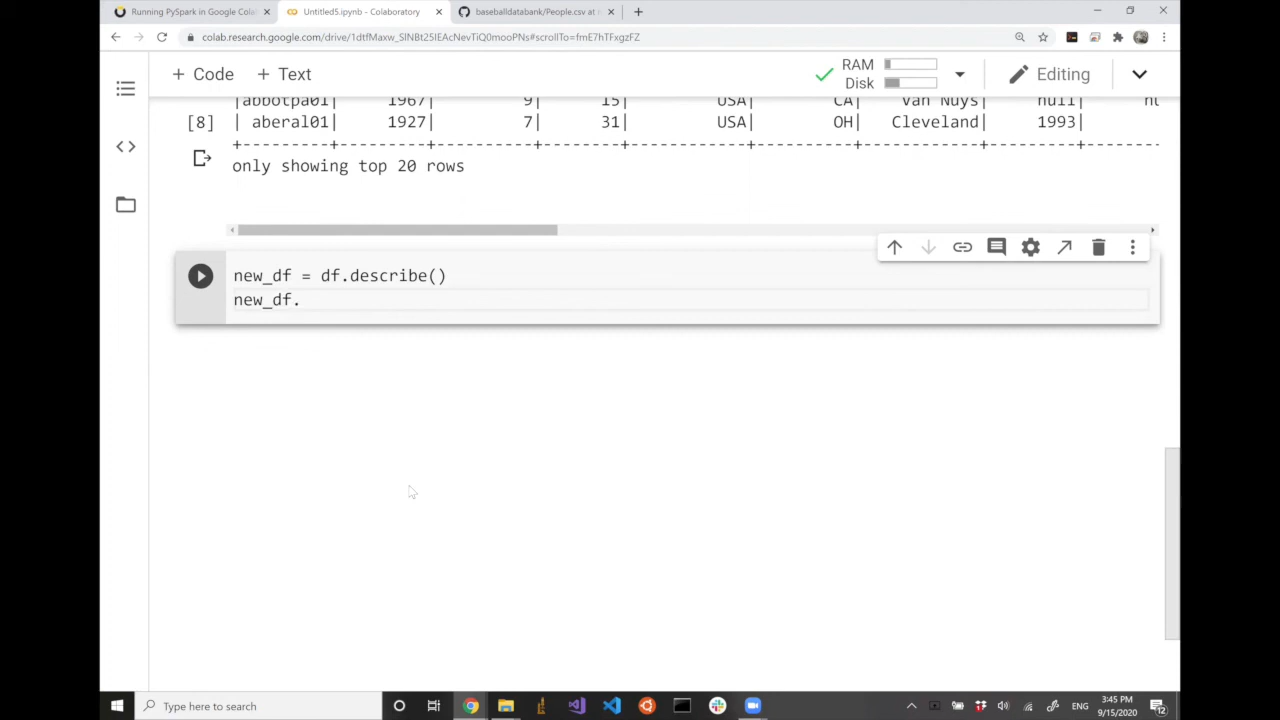 Running PySpark in Google Cola
Untitled5.ipynb - Colaboratory
baseballdatabank/People.csv at
colab.research.google.com/drive/1dtfMaxw_SlNBt25IEAcNevTiQ0mooPNs#scrollTo=fmE7hTFxgzFZ
+ Code + Text
RAM
Disk
Editing
|abbotpa01| 1967| 9| 15| USA| CA| Van Nuys| null|
[8] | aberal01| 1927| 7| 31| USA| OH| Cleveland| 1993|
+---------+---------+----------+--------+------------+----------+------------+---------+--------
only showing top 20 rows
new_df = df.describe()
new_df.
Type here to search
ENG
3:45 PM
9/15/2020
12